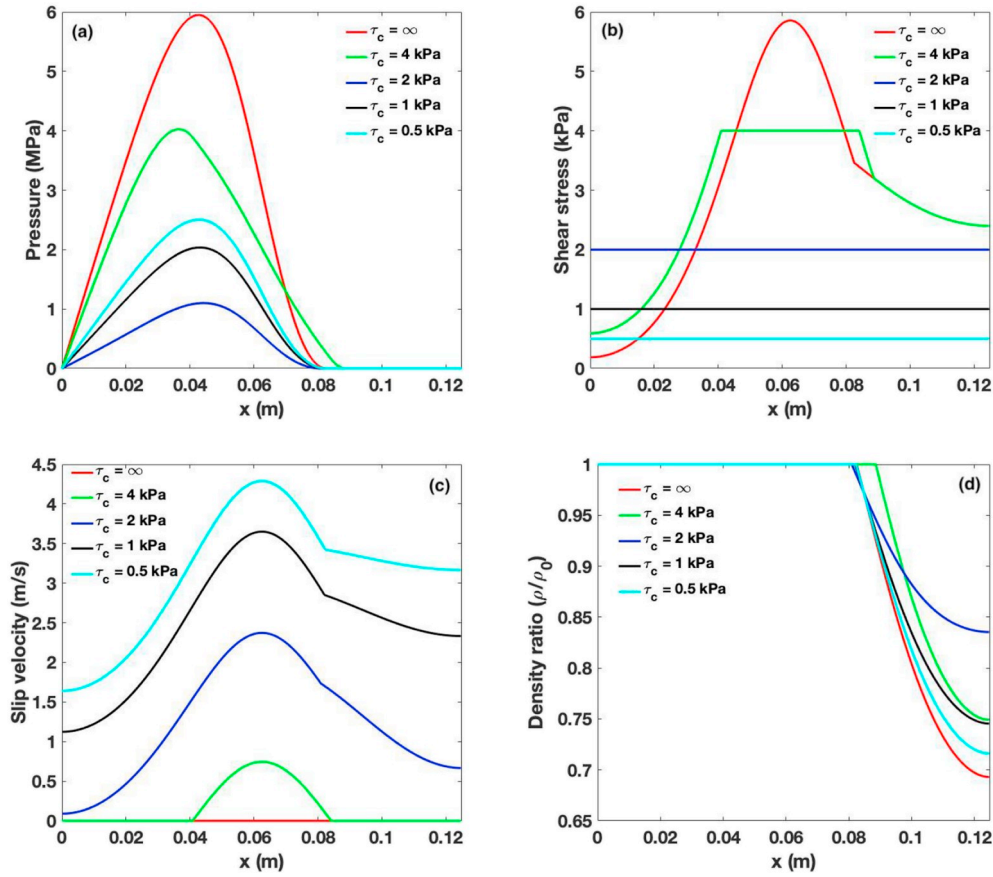 (a)
τc = ∞
τc = 4 kPa
τc = 2 kPa
τc = 1 kPa
τc = 0.5 kPa
6
5
4
3
2
1
0
Pressure (MPa)
0 0.02 0.04 0.06 0.08 0.1 0.12
x (m)
(b)
τc = ∞
τc = 4 kPa
τc = 2 kPa
τc = 1 kPa
τc = 0.5 kPa
6
5
4
3
2
1
0
Shear stress (kPa)
0 0.02 0.04 0.06 0.08 0.1 0.12
x (m)
(c)
τc = ∞
τc = 4 kPa
τc = 2 kPa
τc = 1 kPa
τc = 0.5 kPa
4.5
4
3.5
3
2.5
2
1.5
1
0.5
0
Slip velocity (m/s)
0 0.02 0.04 0.06 0.08 0.1 0.12
x (m)
(d)
τc = ∞
τc = 4 kPa
τc = 2 kPa
τc = 1 kPa
τc = 0.5 kPa
1
0.95
0.9
0.85
0.8
0.75
0.7
0.65
Density ratio (ρ/ρ0)
0 0.02 0.04 0.06 0.08 0.1 0.12
x (m)